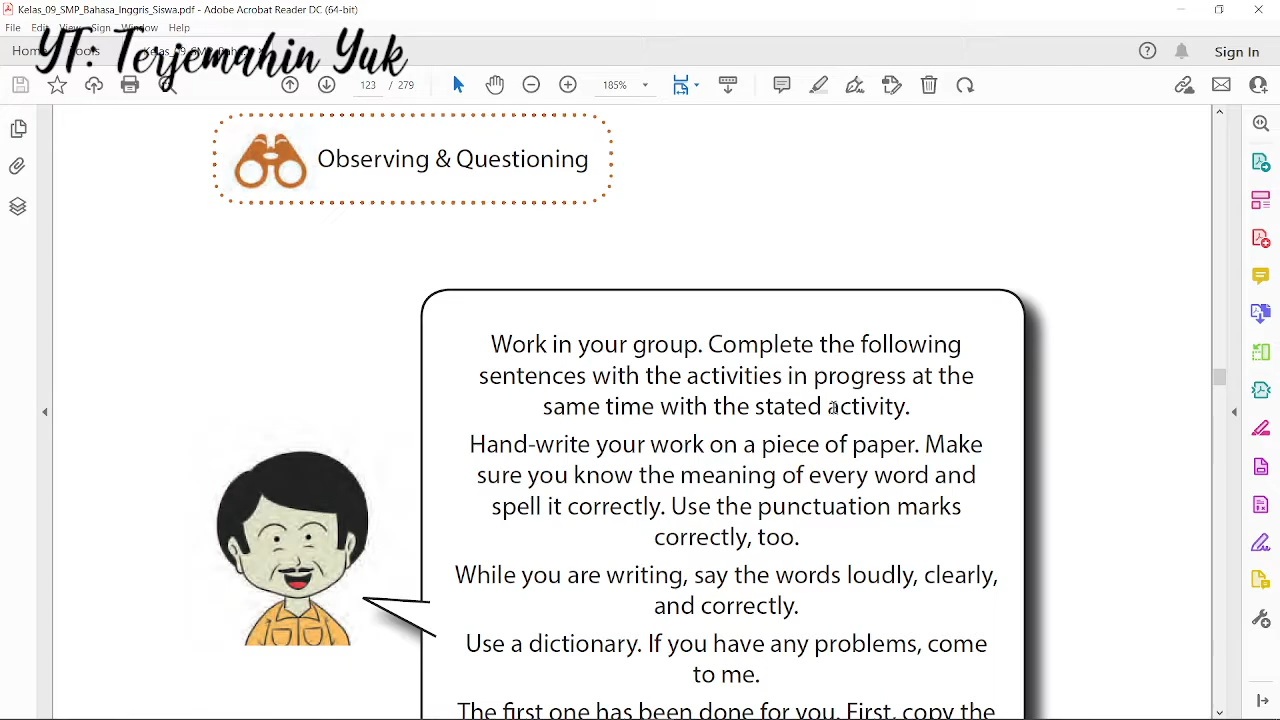 Kelas_09_SMP_Bahasa_Inggris_Siswa.pdf - Adobe Acrobat Reader DC (64-bit)
File Edit View Sign Window Help
YT: Terjemahin Yuk
Home Tools
Sign In
123 / 279
185%
Observing & Questioning
Work in your group. Complete the following
sentences with the activities in progress at the
same time with the stated activity.
Hand-write your work on a piece of paper. Make
sure you know the meaning of every word and
spell it correctly. Use the punctuation marks
correctly, too.
While you are writing, say the words loudly, clearly,
and correctly.
Use a dictionary. If you have any problems, come
to me.
The first one has been done for you. First, copy the